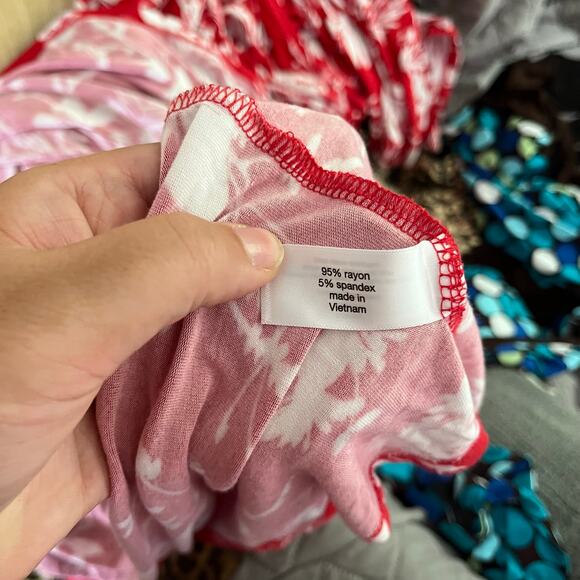 95% rayon
5% spandex
made in
Vietnam